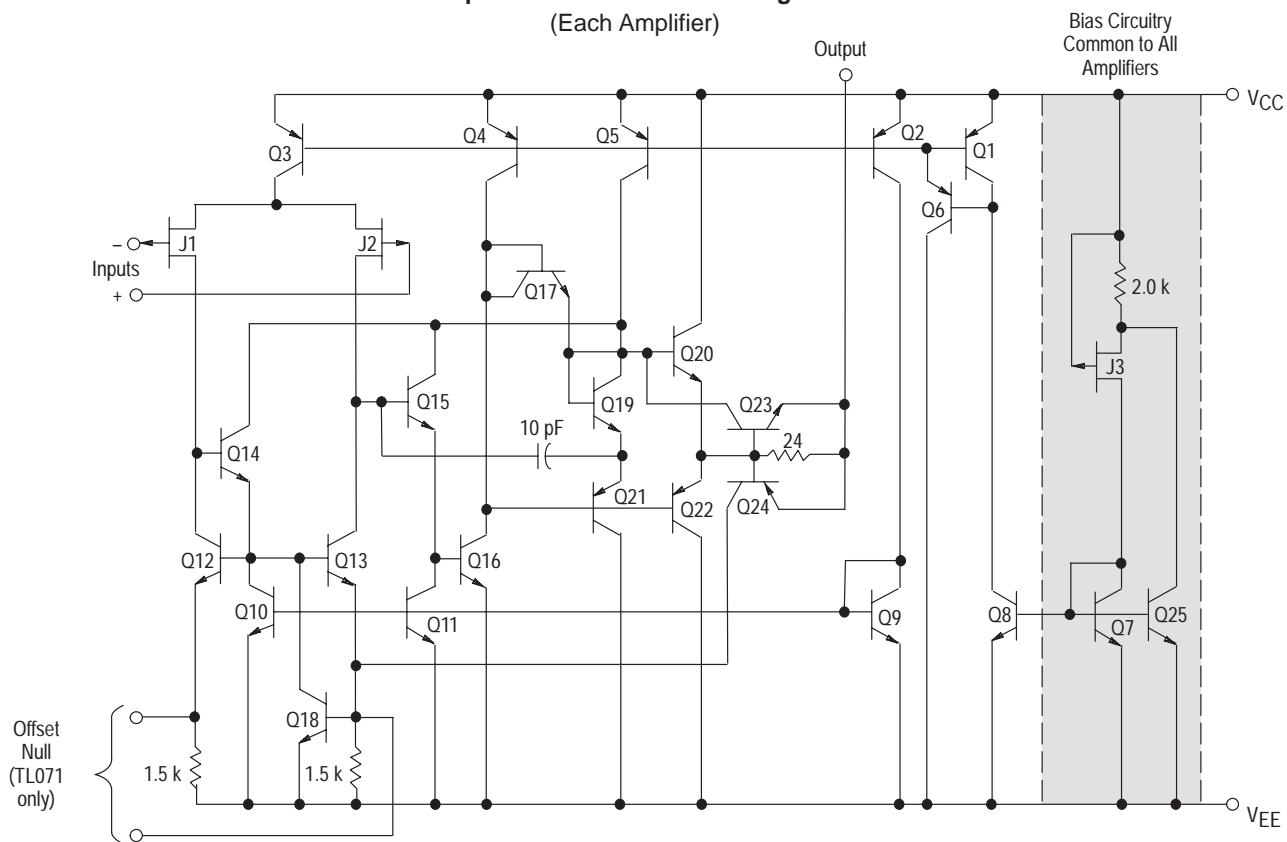 (Each Amplifier)
Output
Bias Circuitry
Common to All
Amplifiers
VCC
Q3
Q4
Q5
Q2
Q1
Q6
–
J1
J2
Inputs
+
Q17
2.0 k
J3
Q20
Q15
Q19
Q23
10 pF
24
Q14
Q21
Q22
Q24
Q12
Q13
Q16
Q10
Q11
Q9
Q8
Q7
Q25
Offset
Null
(TL071
only)
Q18
1.5 k
1.5 k
VEE